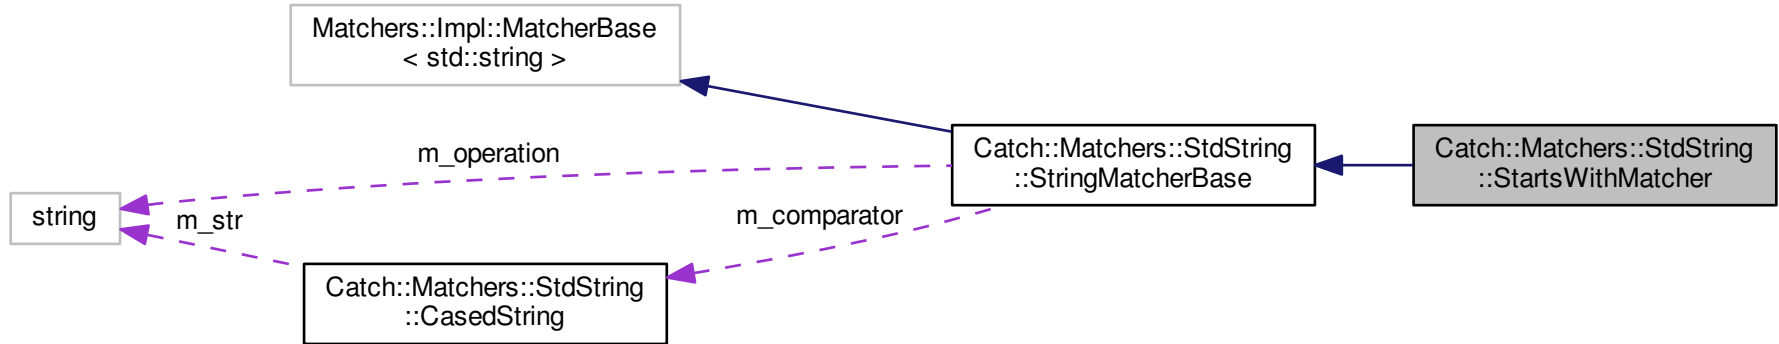 Matchers::Impl::MatcherBase
< std::string >
m_operation
Catch::Matchers::StdString
::StringMatcherBase
Catch::Matchers::StdString
::StartsWithMatcher
string
m_str
m_comparator
Catch::Matchers::StdString
::CasedString